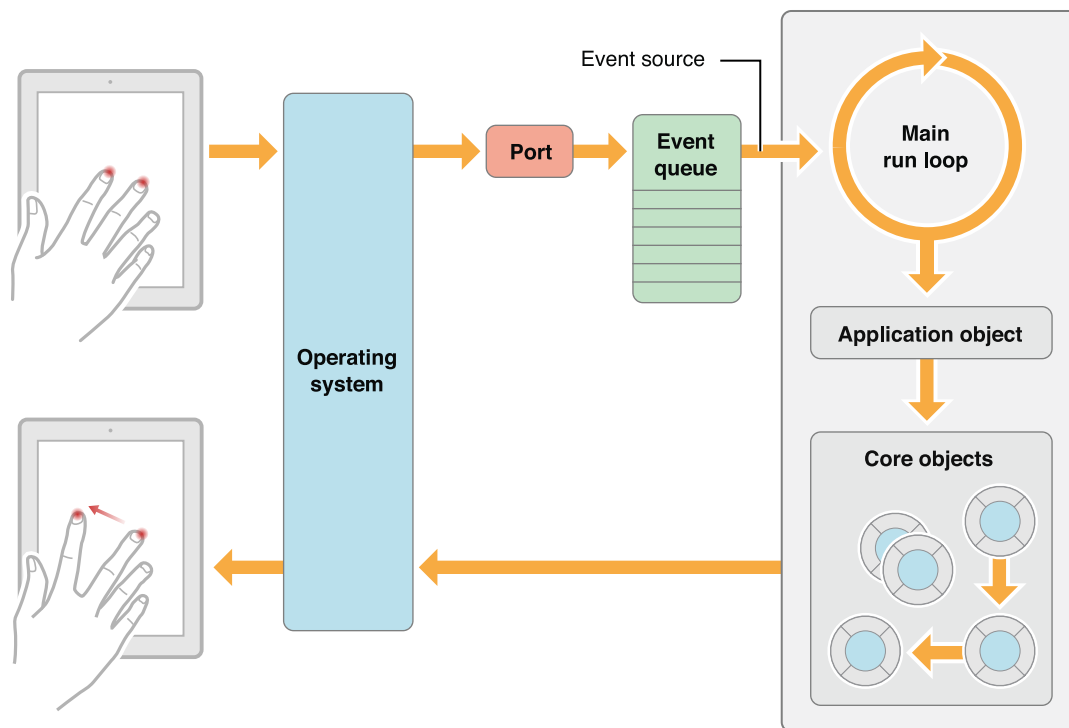 Event source
Port
Event
queue
Main
run loop
Application object
Operating
system
Core objects